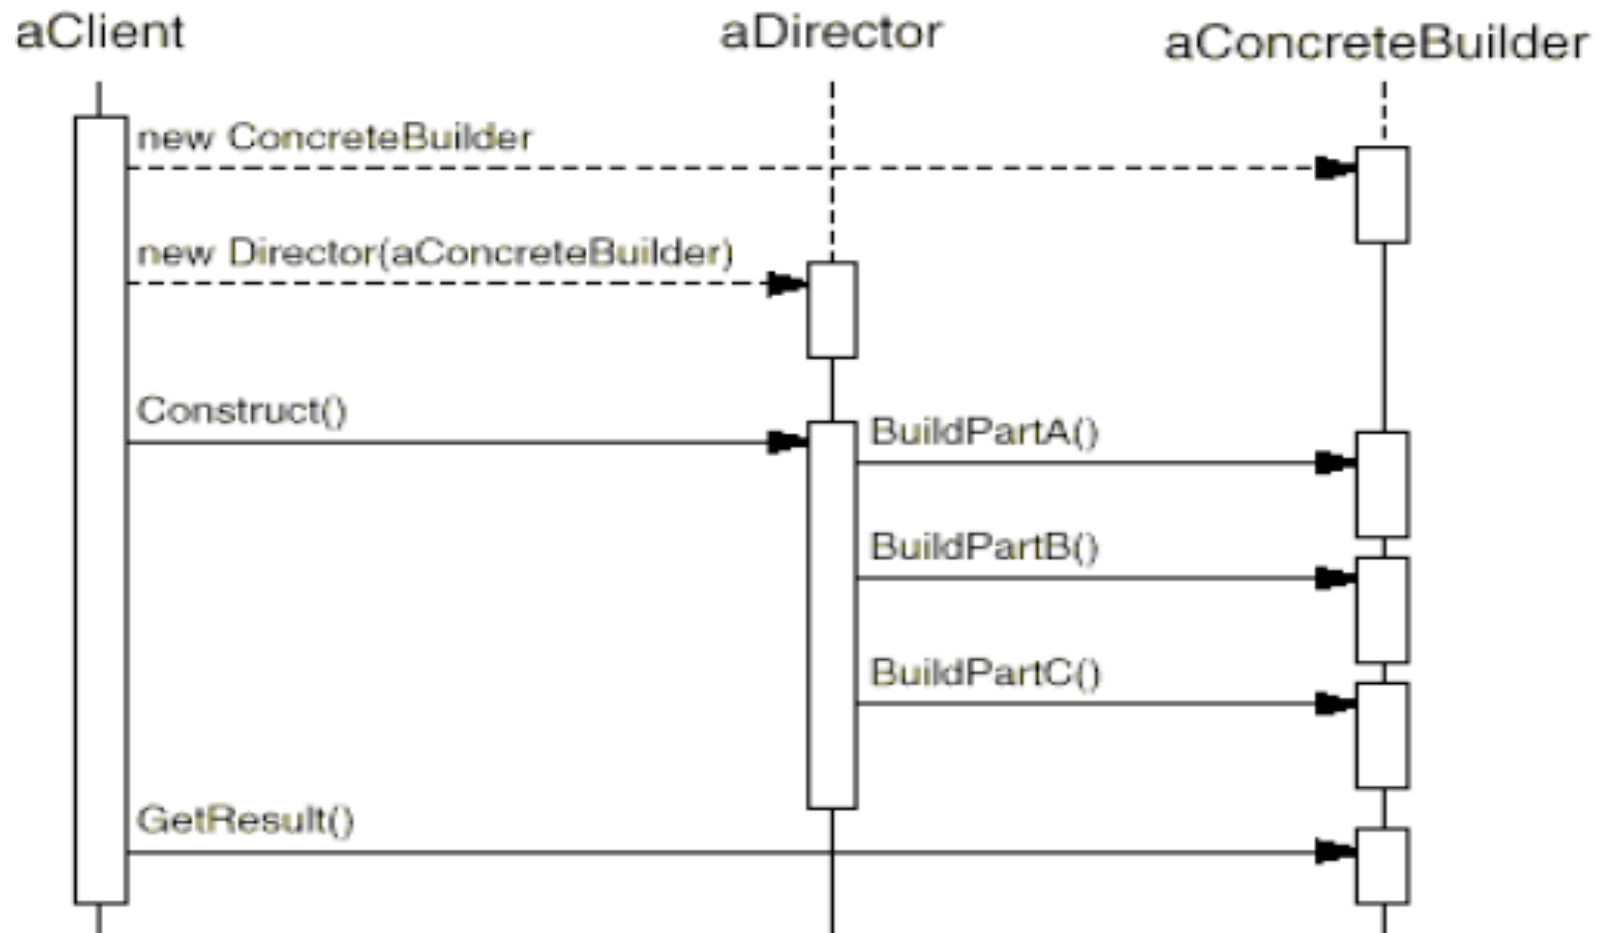 aClient
aDirector
aConcreteBuilder
new ConcreteBuilder
new Director(aConcreteBuilder)
Construct()
BuildPartA()
BuildPartB()
BuildPartC()
GetResult()